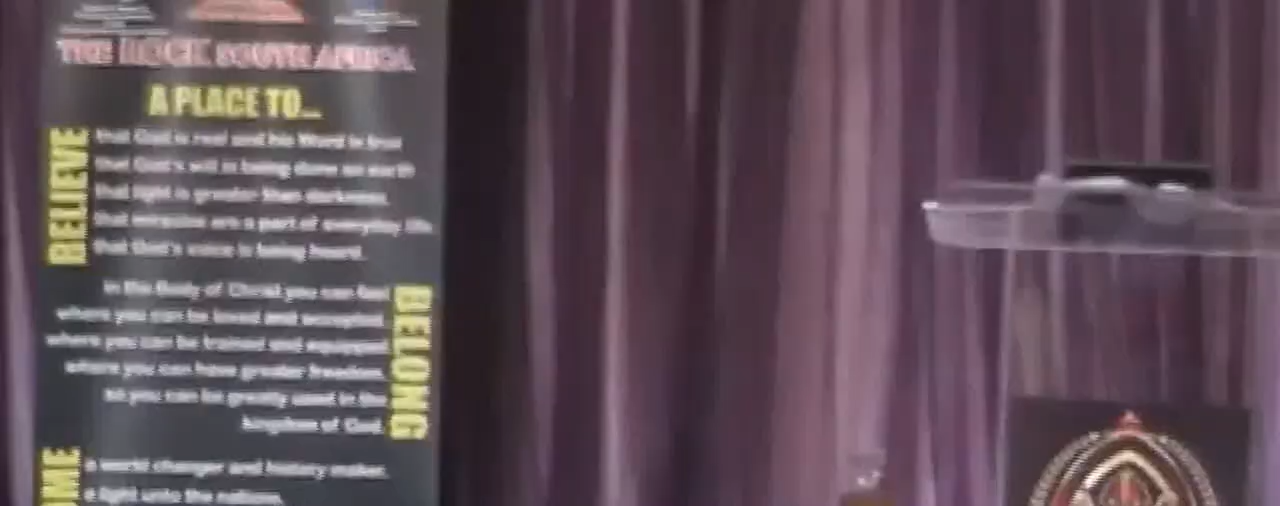 THE ROCK SOUTH AFRICA
A PLACE TO...
BELIEVE
that God is real and his Word is true
that God's will is being done on earth
that light is greater than darkness.
that miracles are a part of everyday life
that God's voice is being heard.
BELONG
in the Body of Christ you can feel
where you can be loved and accepted
where you can be trained and equipped
where you can have greater freedom,
so you can be greatly used in the
kingdom of God.
OME
a world changer and history maker.
a light unto the nations.